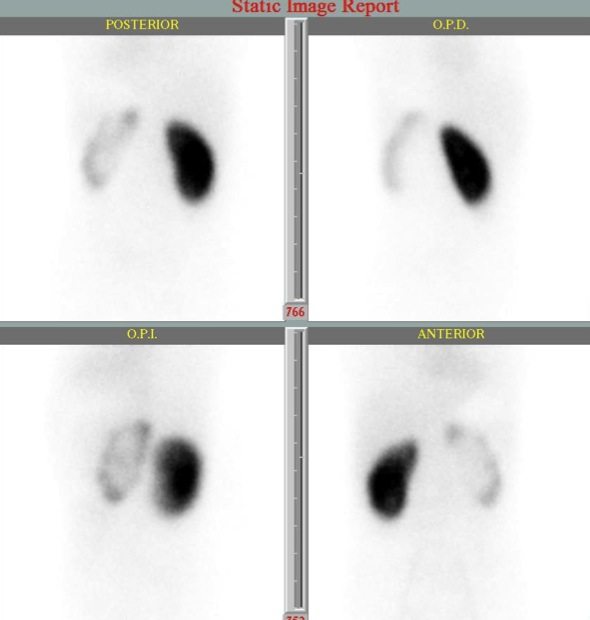 Static Image Report
POSTERIOR
O.P.D.
766
O.P.I.
ANTERIOR